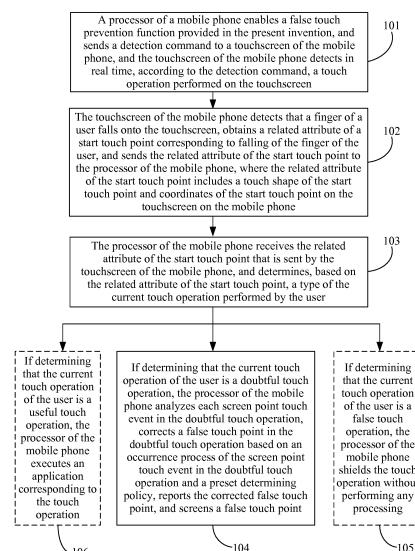 A processor of a mobile phone enables a false touch
prevention function provided in the present invention, and
sends a detection command to a touchscreen of the mobile
phone, and the touchscreen of the mobile phone detects in
real time, according to the detection command, a touch
operation performed on the touchscreen
101
The touchscreen of the mobile phone detects that a finger of a
user falls onto the touchscreen, obtains a related attribute of a
start touch point corresponding to falling of the finger of the
user, and sends the related attribute of the start touch point to
the processor of the mobile phone, where the related attribute
of the start touch point includes a touch shape of the start
touch point and coordinates of the start touch point on the
touchscreen on the mobile phone
102
The processor of the mobile phone receives the related
attribute of the start touch point that is sent by the
touchscreen of the mobile phone, and determines, based on
the related attribute of the start touch point, a type of the
current touch operation performed by the user
103
If determining
that the current
touch operation
of the user is a
useful touch
operation, the
processor of the
mobile phone
executes an
application
corresponding to
the touch
operation
106
If determining that the current touch
operation of the user is a doubtful touch
operation, the processor of the mobile
phone analyzes each screen point touch
event in the doubtful touch operation,
corrects a false touch point in the
doubtful touch operation based on an
occurrence process of the screen point
touch event in the doubtful touch
operation and a preset determining
policy, reports the corrected false touch
point, and screens a false touch point
104
If determining
that the current
touch operation
of the user is a
false touch
operation, the
processor of the
mobile phone
shields the touch
operation without
performing any
processing
105